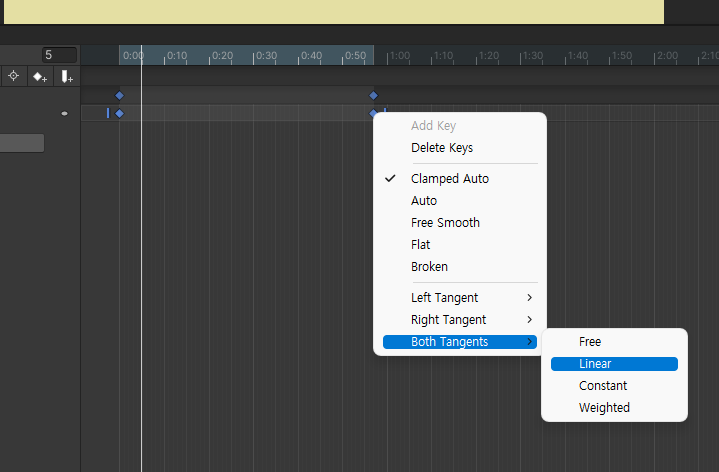 5
0:00 0:10 0:20 0:30 0:40 0:50 1:00 1:10 1:20 1:30 1:40 1:50 2:00 2:10
Add Key
Delete Keys
Clamped Auto
Auto
Free Smooth
Flat
Broken
Left Tangent
Right Tangent
Both Tangents
Free
Linear
Constant
Weighted